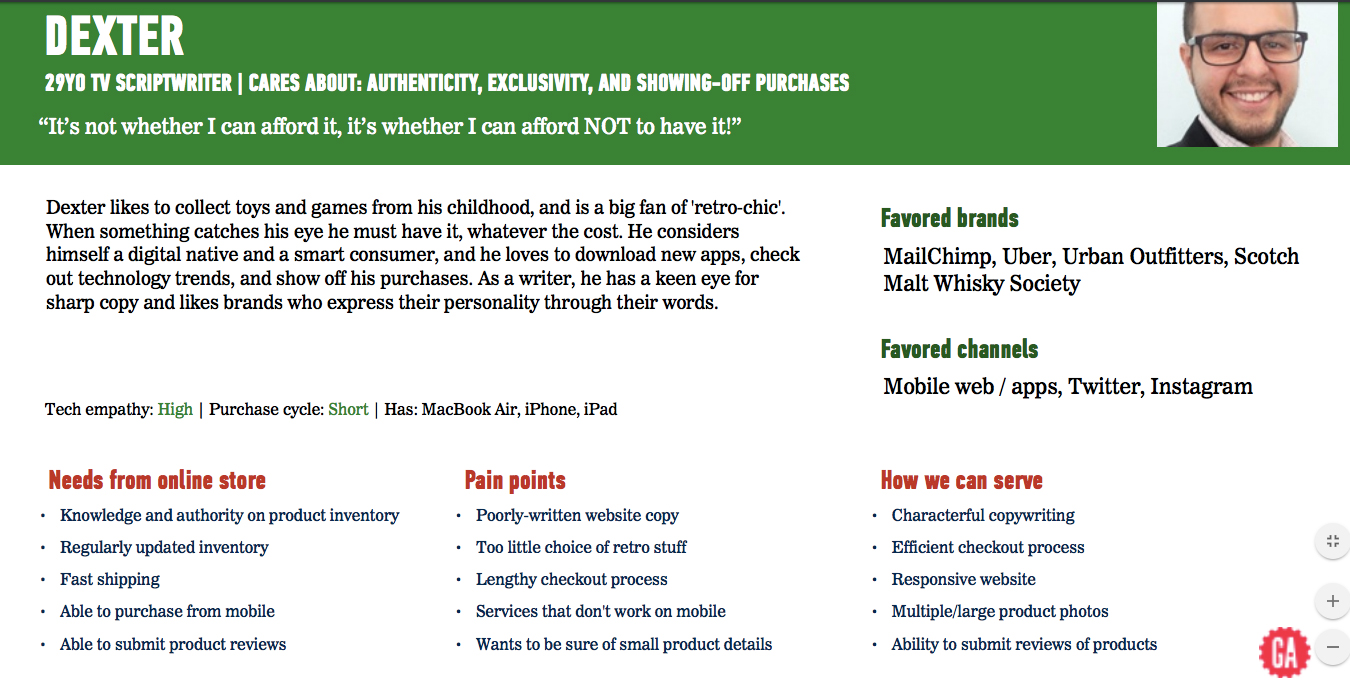 DEXTER
29YO TV SCRIPTWRITER | CARES ABOUT: AUTHENTICITY, EXCLUSIVITY, AND SHOWING-OFF PURCHASES
“It’s not whether I can afford it, it’s whether I can afford NOT to have it!”
Dexter likes to collect toys and games from his childhood, and is a big fan of 'retro-chic'.
When something catches his eye he must have it, whatever the cost. He considers
himself a digital native and a smart consumer, and he loves to download new apps, check
out technology trends, and show off his purchases. As a writer, he has a keen eye for
sharp copy and likes brands who express their personality through their words.
Tech empathy: High | Purchase cycle: Short | Has: MacBook Air, iPhone, iPad
Favored brands
MailChimp, Uber, Urban Outfitters, Scotch
Malt Whisky Society
Favored channels
Mobile web / apps, Twitter, Instagram
Needs from online store
• Knowledge and authority on product inventory
• Regularly updated inventory
• Fast shipping
• Able to purchase from mobile
• Able to submit product reviews
Pain points
• Poorly-written website copy
• Too little choice of retro stuff
• Lengthy checkout process
• Services that don't work on mobile
• Wants to be sure of small product details
How we can serve
• Characterful copywriting
• Efficient checkout process
• Responsive website
• Multiple/large product photos
• Ability to submit reviews of products
GA